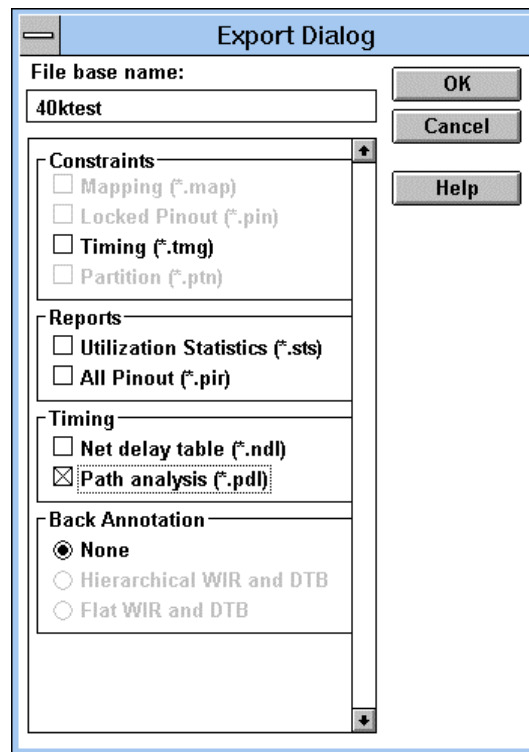 Export Dialog
File base name:
40ktest
OK
Cancel
Help
Constraints
Mapping (*.map)
Locked Pinout (*.pin)
Timing (*.tmg)
Partition (*.ptn)
Reports
Utilization Statistics (*.sts)
All Pinout (*.pir)
Timing
Net delay table (*.ndl)
Path analysis (*.pdl)
Back Annotation
None
Hierarchical WIR and DTB
Flat WIR and DTB